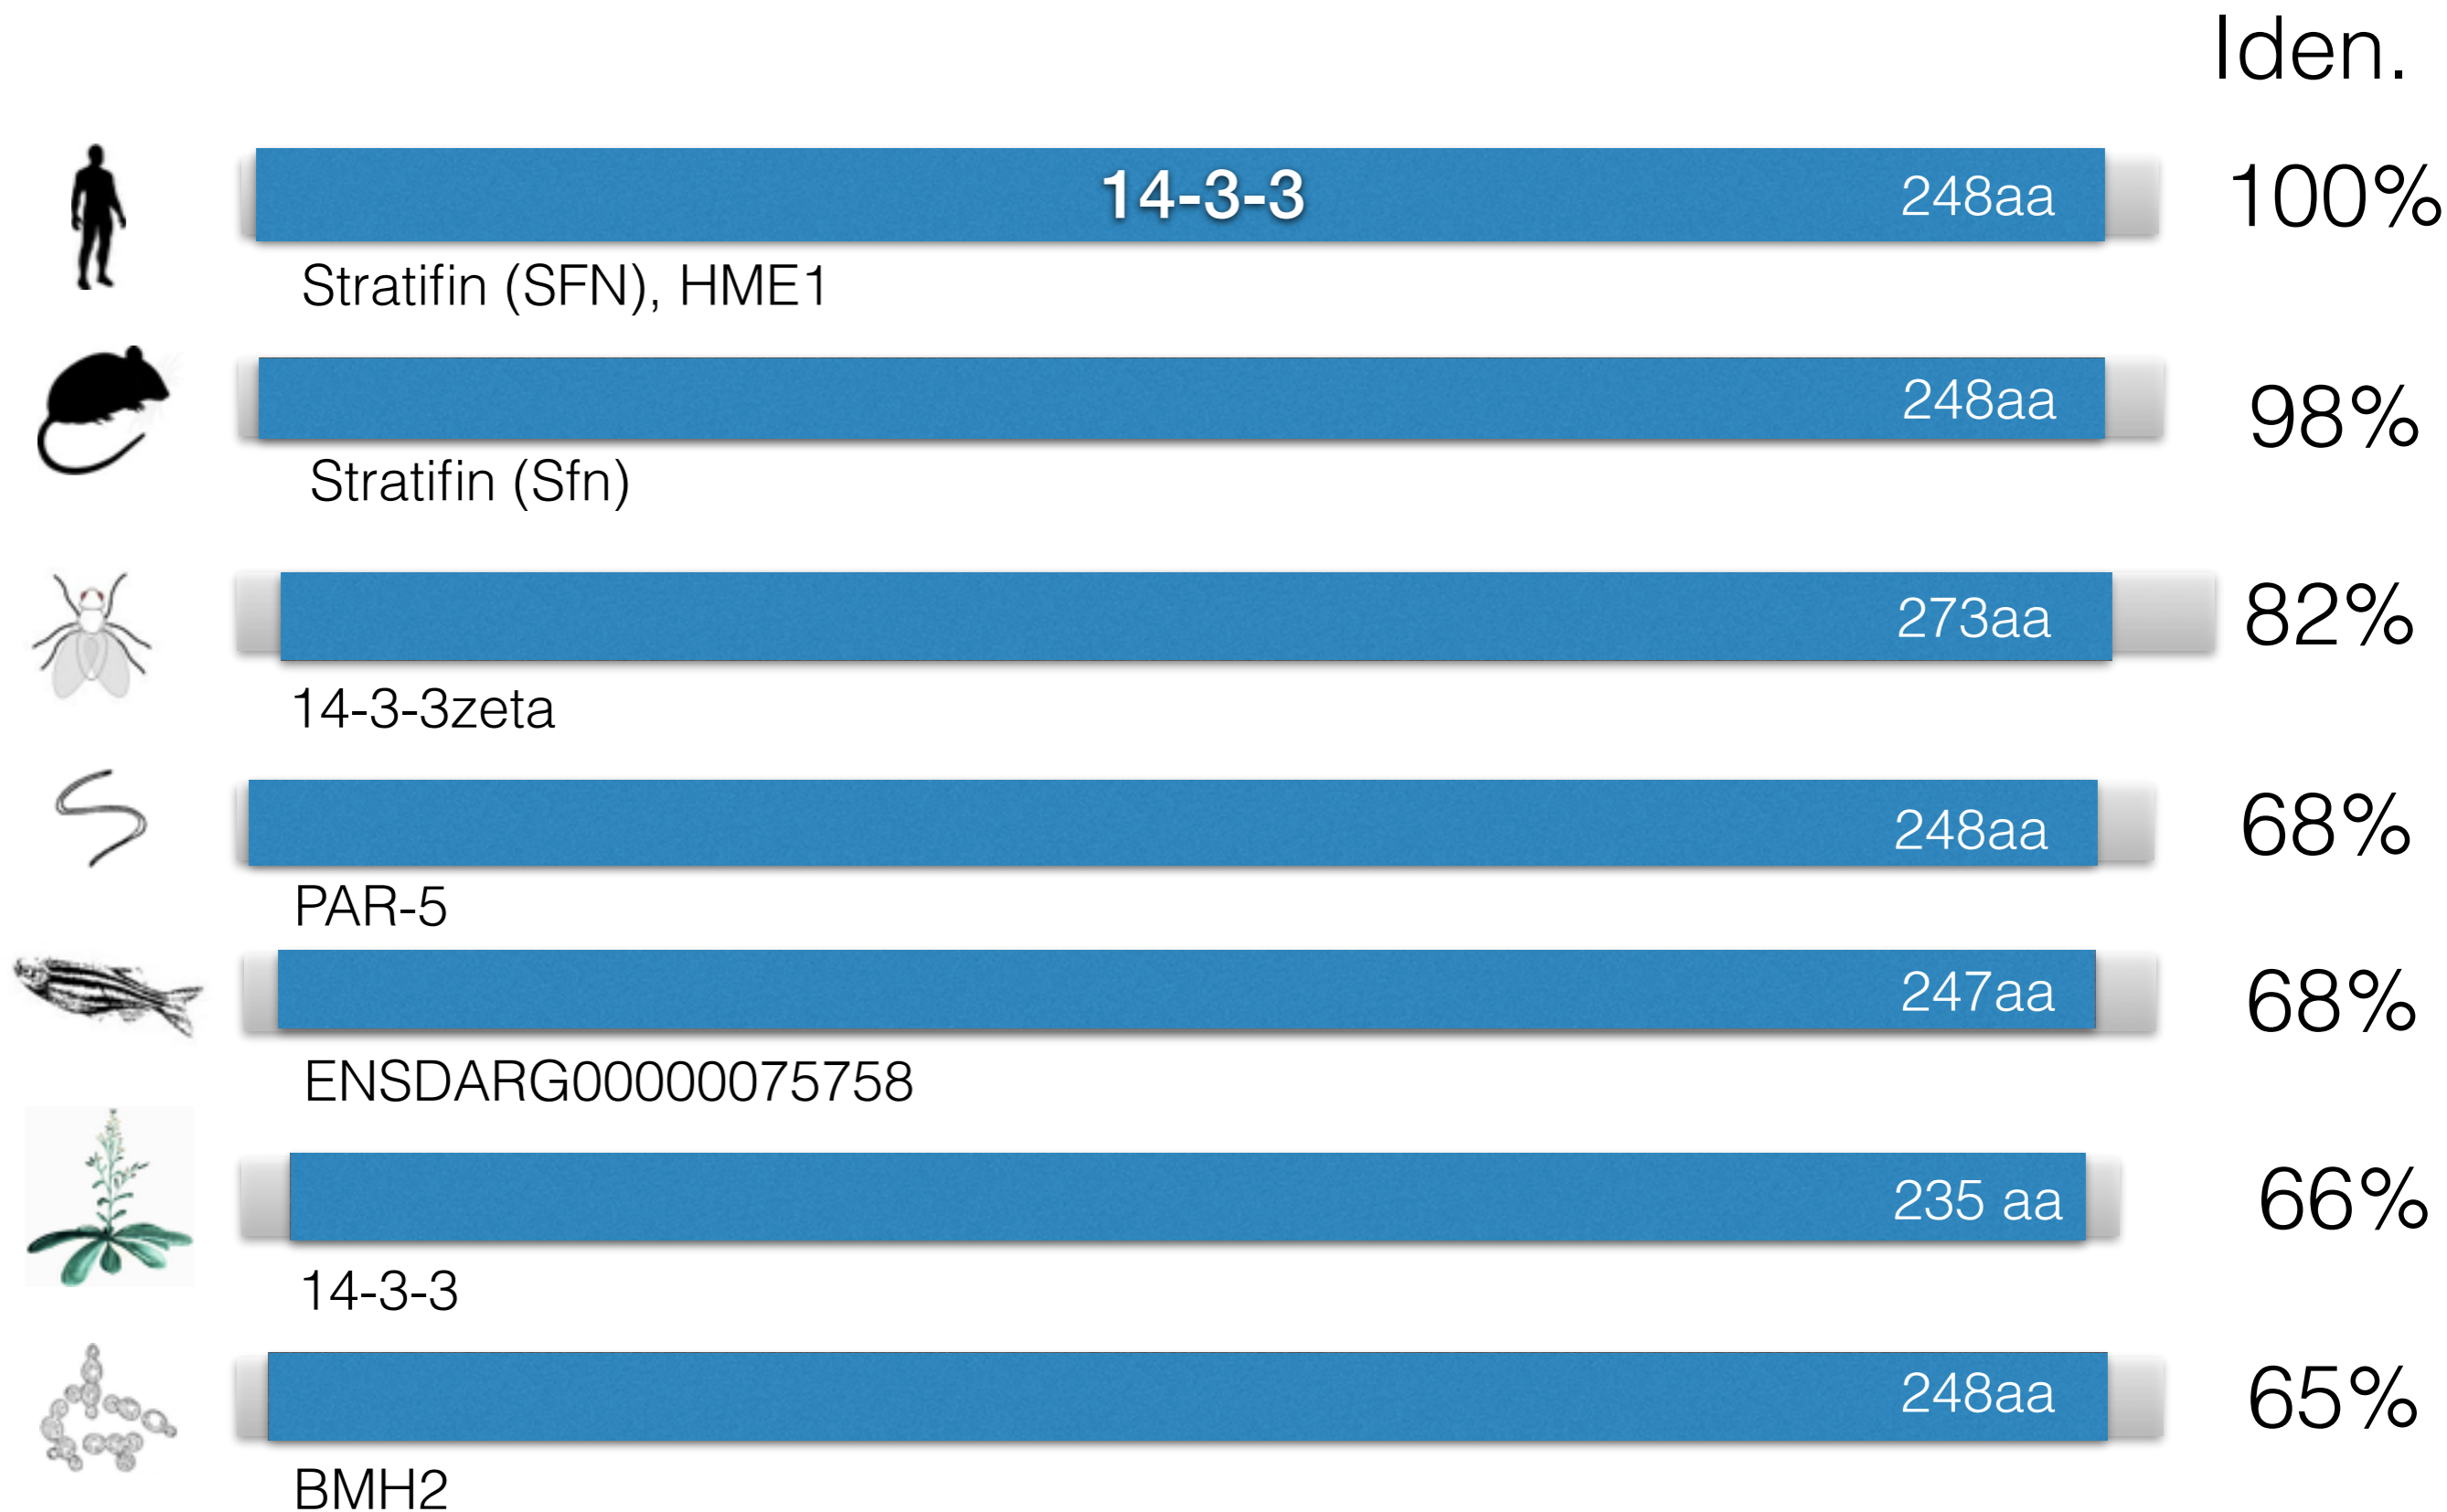 Iden.
14-3-3 248aa 100%
Stratifin (SFN), HME1
248aa 98%
Stratifin (Sfn)
273aa 82%
14-3-3zeta
248aa 68%
PAR-5
247aa 68%
ENSDARG00000075758
235 aa 66%
14-3-3
248aa 65%
BMH2